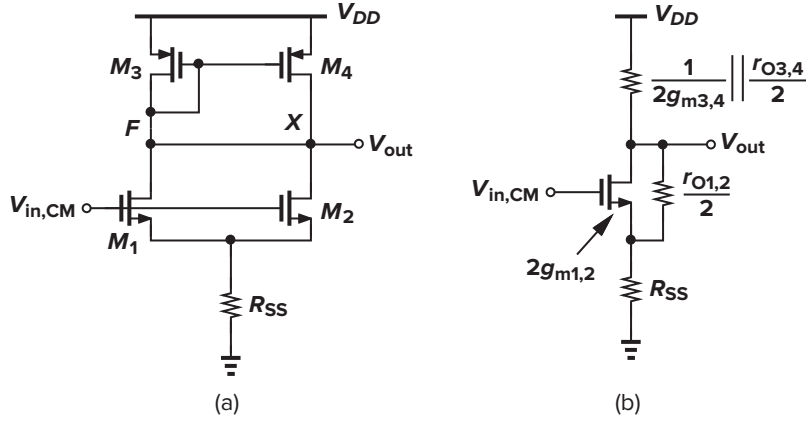 V_DD
M_3
M_4
F
X
V_out
V_in,CM
M_1
M_2
R_SS
(a)
V_DD
1/2g_m3,4 || r_O3,4/2
V_out
V_in,CM
r_O1,2/2
2g_m1,2
R_SS
(b)